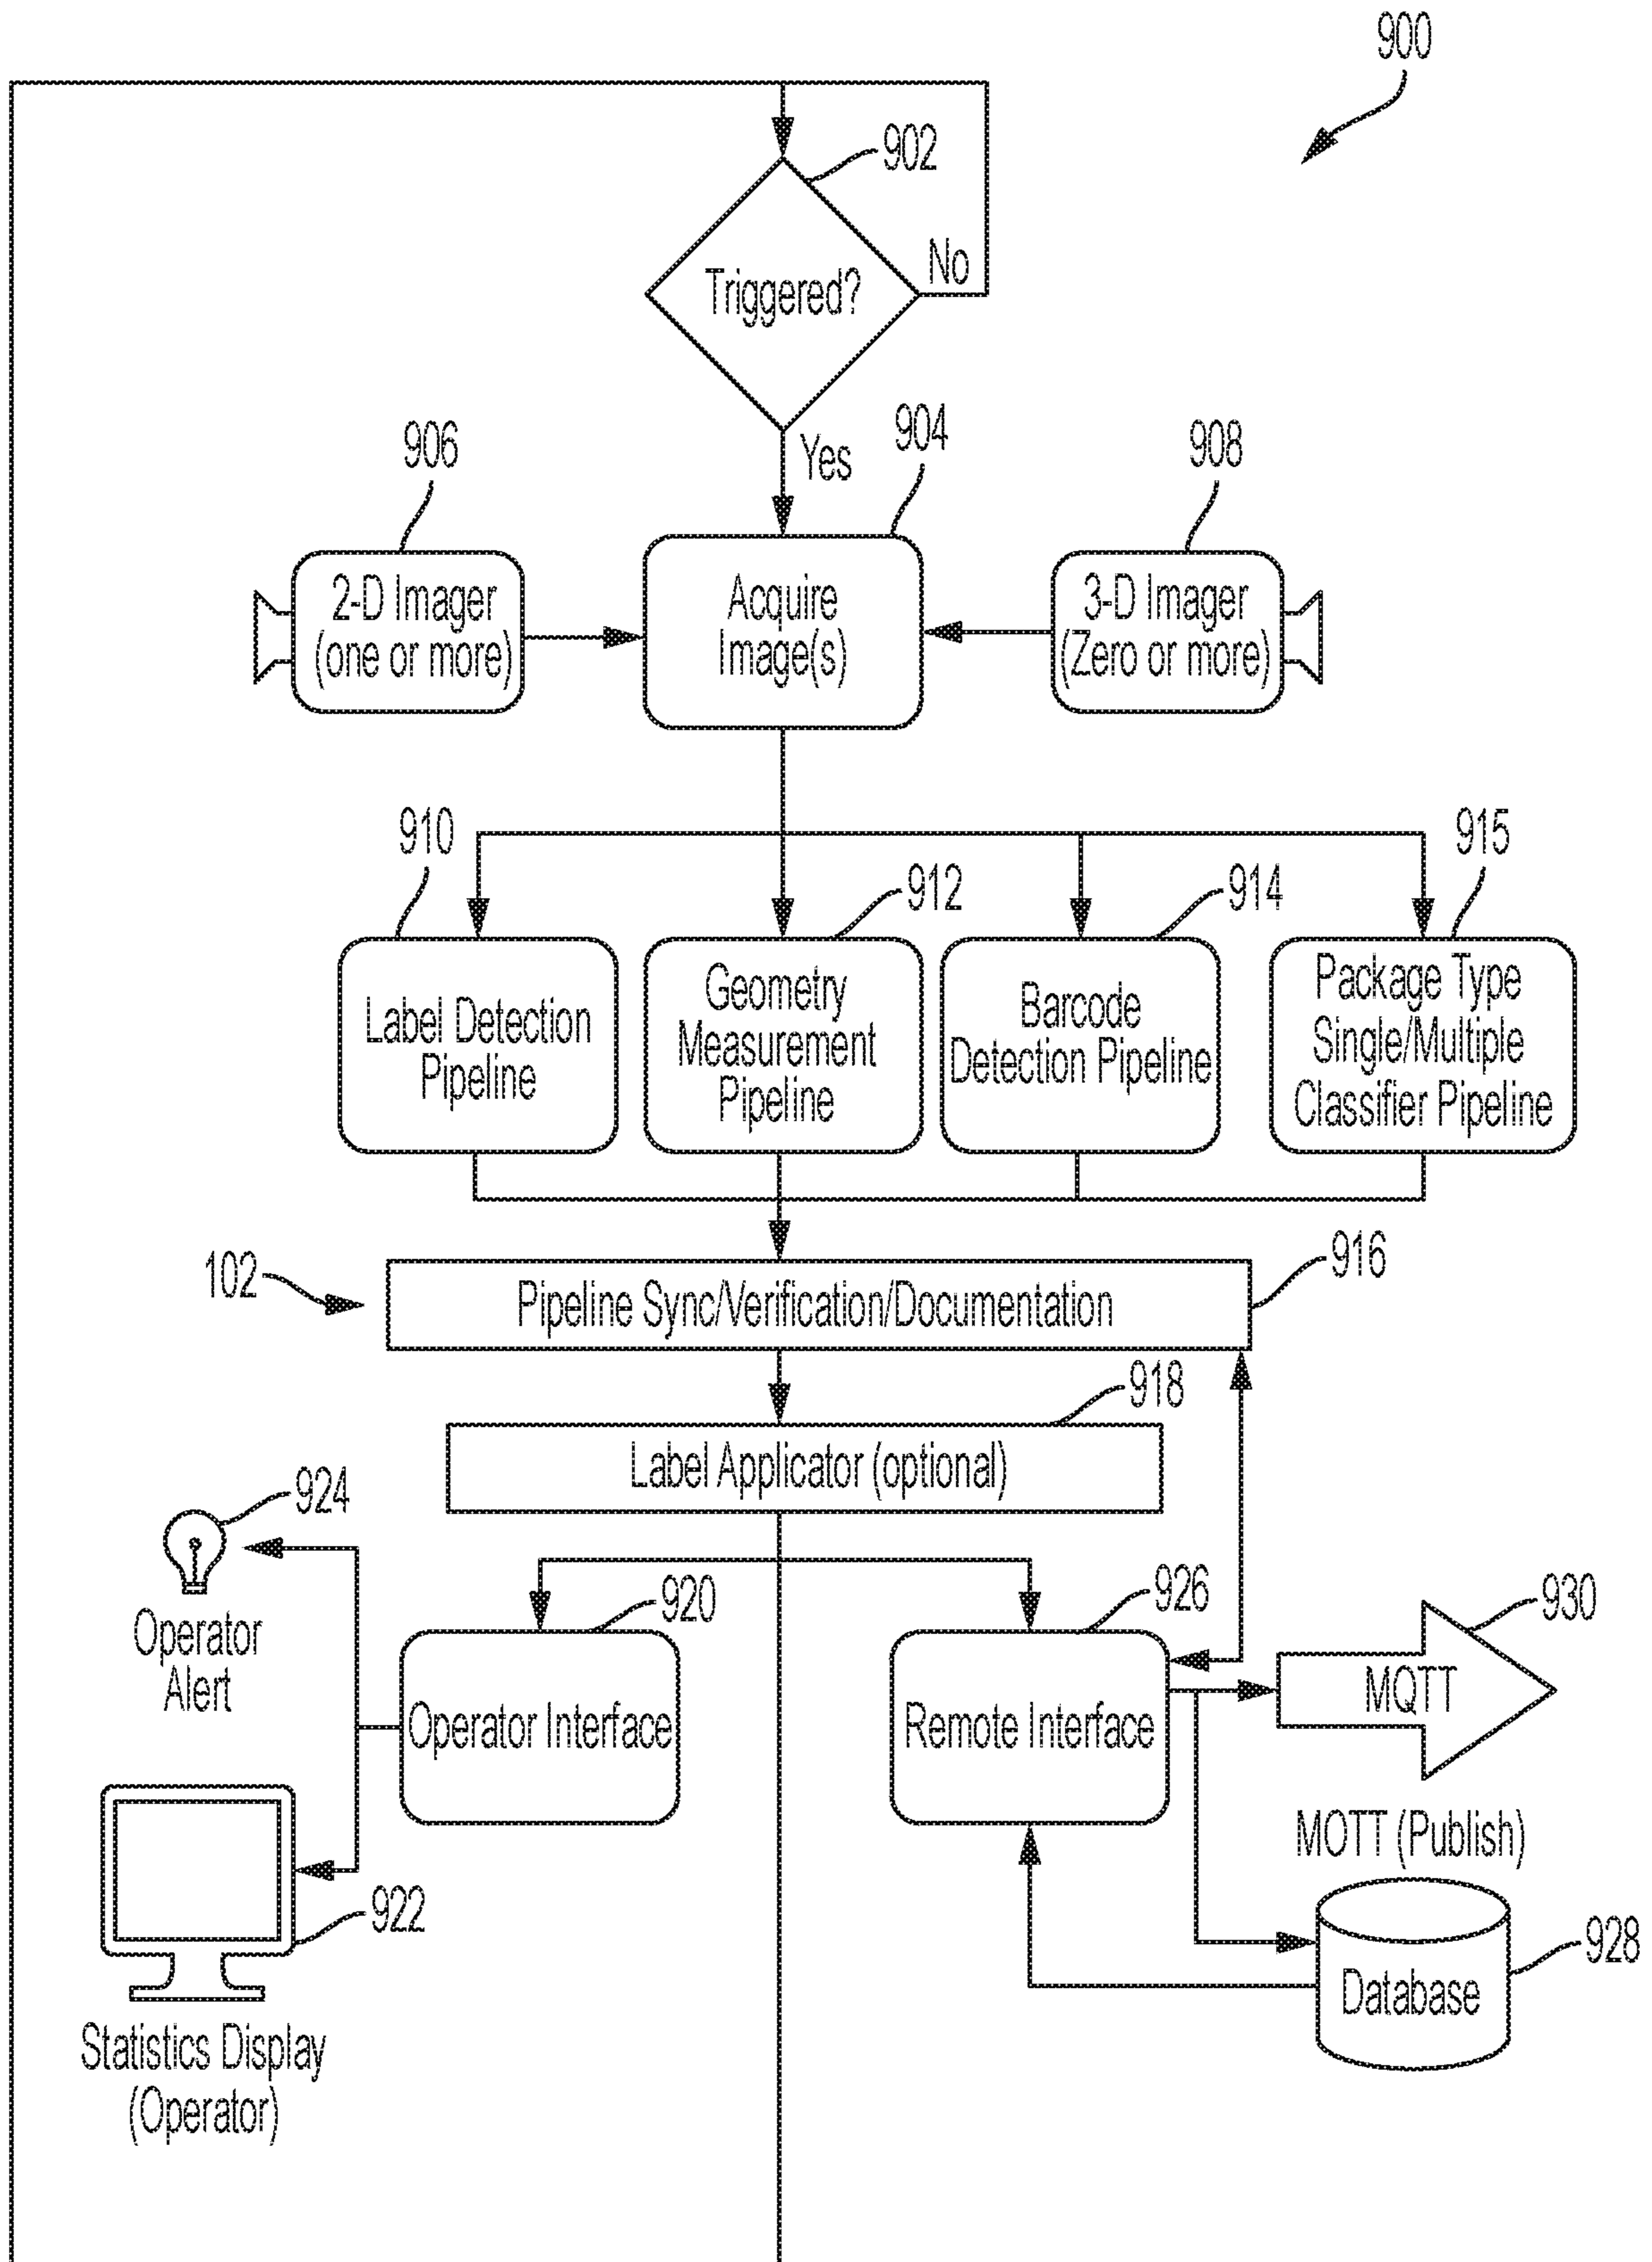 900
902
No
Triggered?
Yes
904
906
908
2-D Imager
(one or more)
Acquire
Image(s)
3-D Imager
(Zero or more)
910
912
914
915
Label Detection
Pipeline
Geometry
Measurement
Pipeline
Barcode
Detection Pipeline
Package Type
Single/Multiple
Classifier Pipeline
102
916
Pipeline Sync/Verification/Documentation
918
Label Applicator (optional)
924
Operator
Alert
920
Operator Interface
926
Remote Interface
930
MQTT
MOTT (Publish)
922
Statistics Display
(Operator)
928
Database